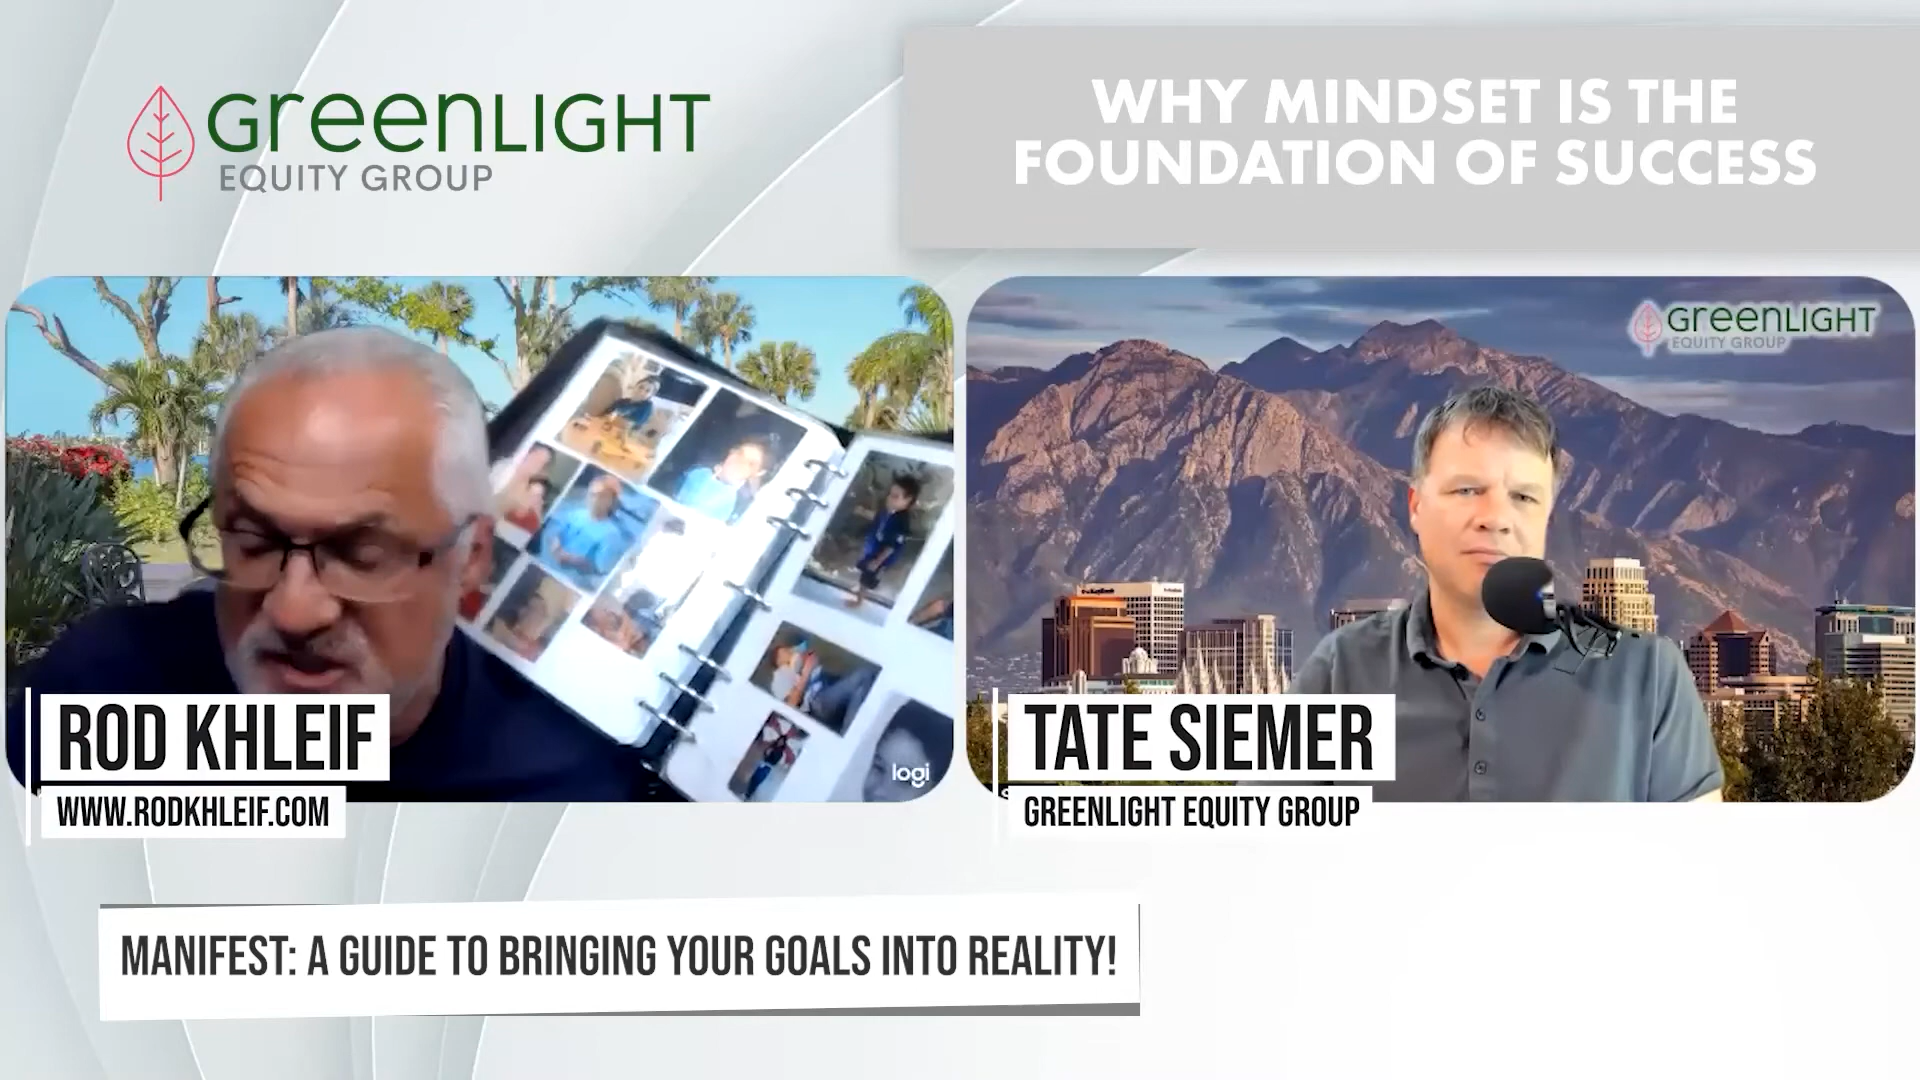 GreenLIGHT
EQUITY GROUP
WHY MINDSET IS THE
FOUNDATION OF SUCCESS
GreenLIGHT
EQUITY GROUP
logi
ROD KHLEIF
WWW.RODKHLEIF.COM
TATE SIEMER
GREENLIGHT EQUITY GROUP
MANIFEST: A GUIDE TO BRINGING YOUR GOALS INTO REALITY!